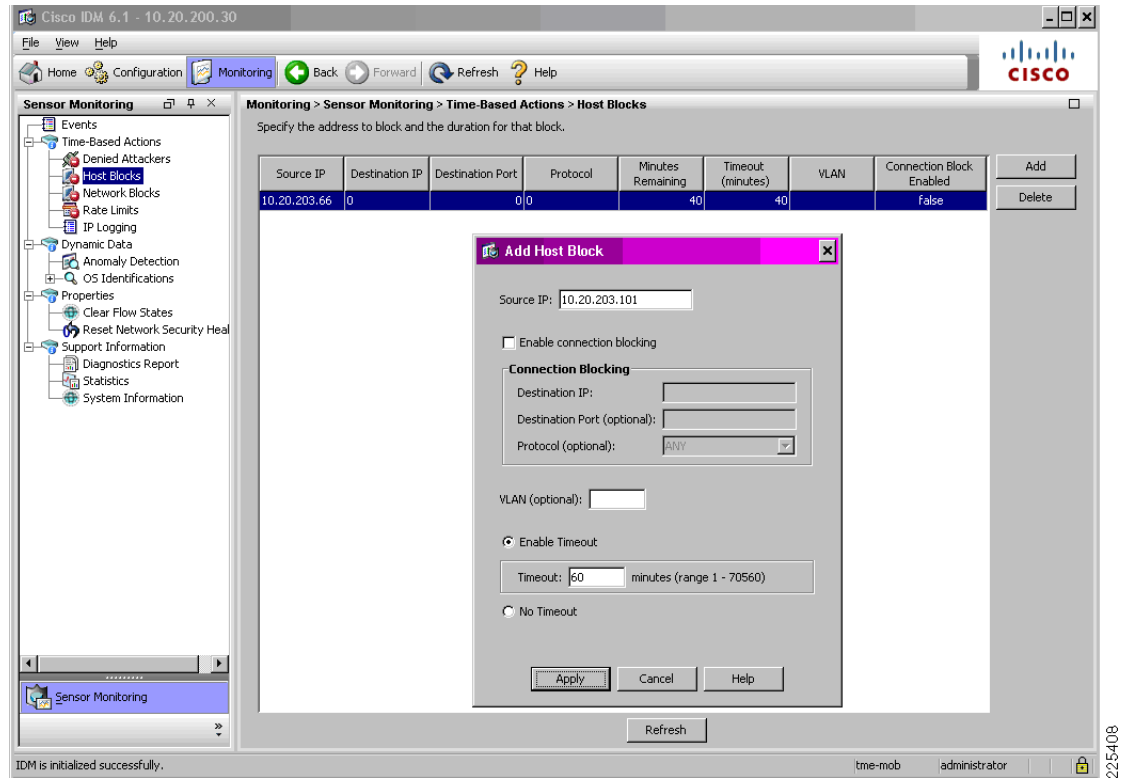 Cisco IDM 6.1 - 10.20.200.30
File View Help
Home Configuration Monitoring Back Forward Refresh Help
CISCO
Sensor Monitoring
Events
Time-Based Actions
Denied Attackers
Host Blocks
Network Blocks
Rate Limits
IP Logging
Dynamic Data
Anomaly Detection
OS Identifications
Properties
Clear Flow States
Reset Network Security Heal
Support Information
Diagnostics Report
Statistics
System Information
Sensor Monitoring
Monitoring > Sensor Monitoring > Time-Based Actions > Host Blocks
Specify the address to block and the duration for that block.
Source IP Destination IP Destination Port Protocol Minutes Remaining Timeout (minutes) VLAN Connection Block Enabled
10.20.203.66 0 0 0 40 40 false
Add
Delete
Add Host Block
Source IP: 10.20.203.101
Enable connection blocking
Connection Blocking
Destination IP:
Destination Port (optional):
Protocol (optional): ANY
VLAN (optional):
Enable Timeout
Timeout: 60 minutes (range 1 - 70560)
No Timeout
Apply Cancel Help
Refresh
IDM is initialized successfully. tme-mob administrator
225408